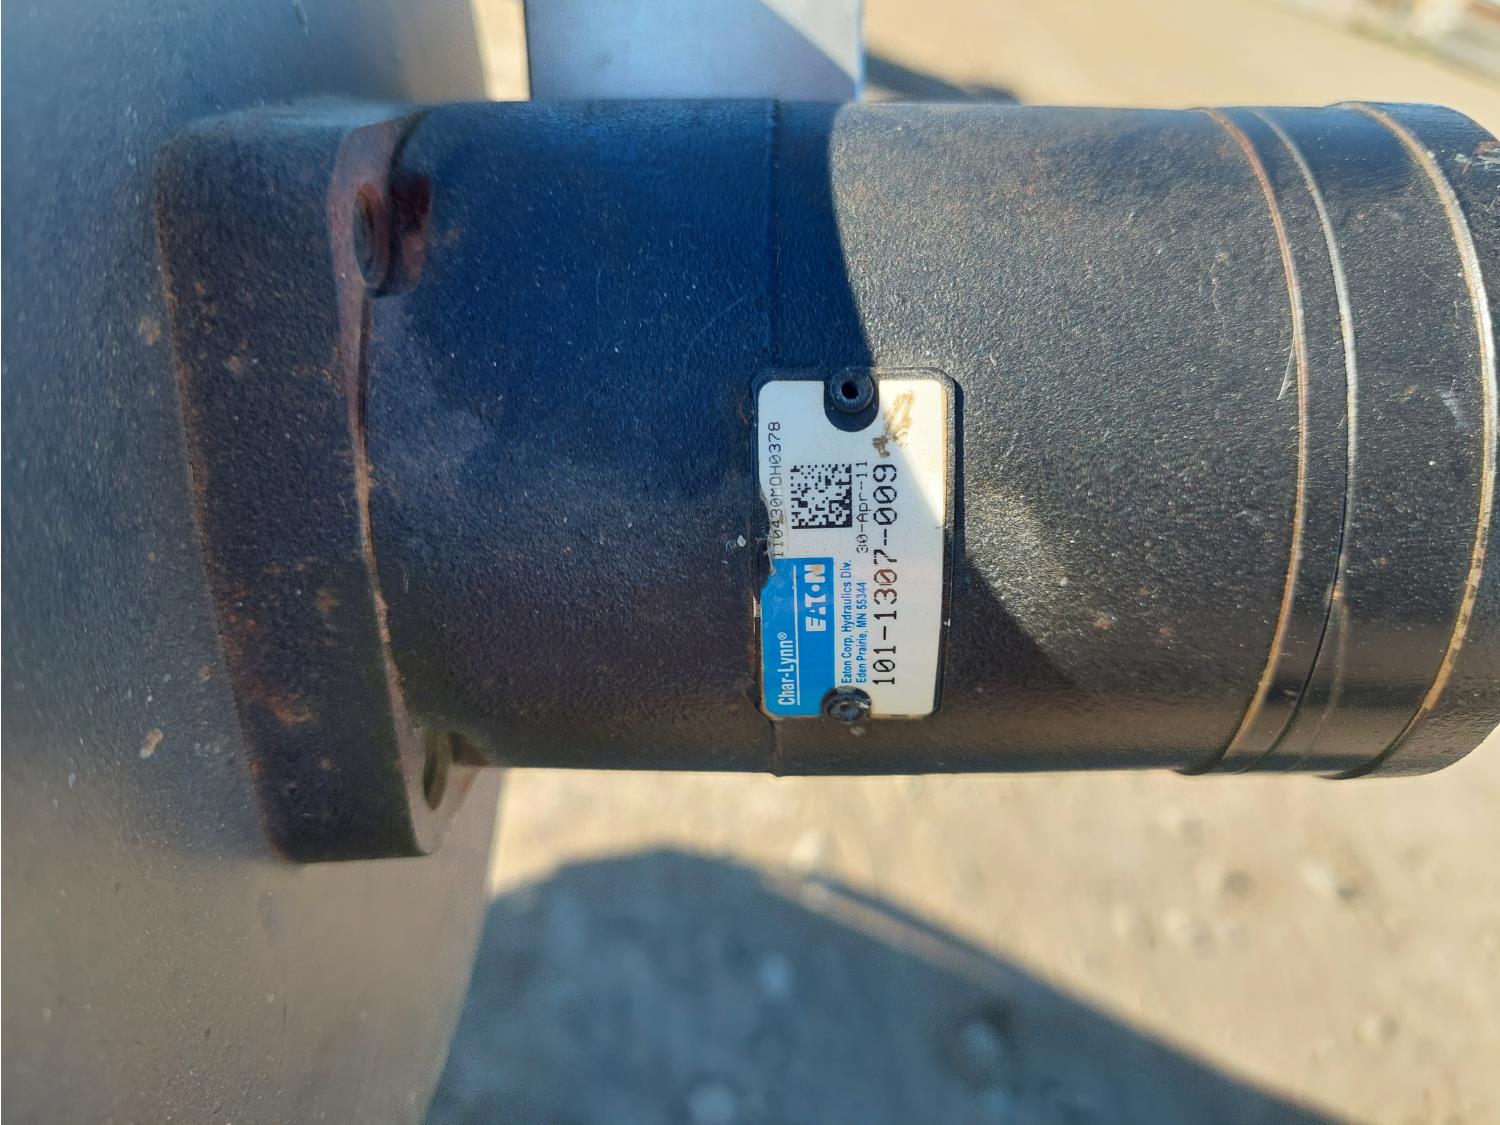 110430MOH0378
Char-Lynn®
EATON
Eaton Corp, Hydraulics Div.
Eden Prairie, MN 55344
30-Apr-11
101-1307-009